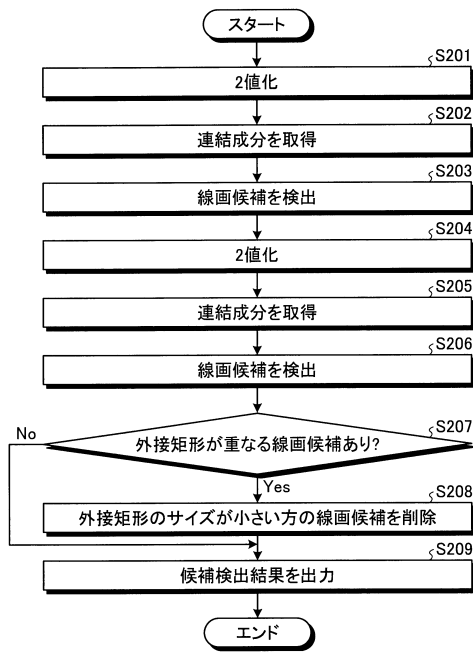 スタート
S201
2値化
S202
連結成分を取得
S203
線画候補を検出
S204
2値化
S205
連結成分を取得
S206
線画候補を検出
S207
No
外接矩形が重なる線画候補あり?
Yes
S208
外接矩形のサイズが小さい方の線画候補を削除
S209
候補検出結果を出力
エンド